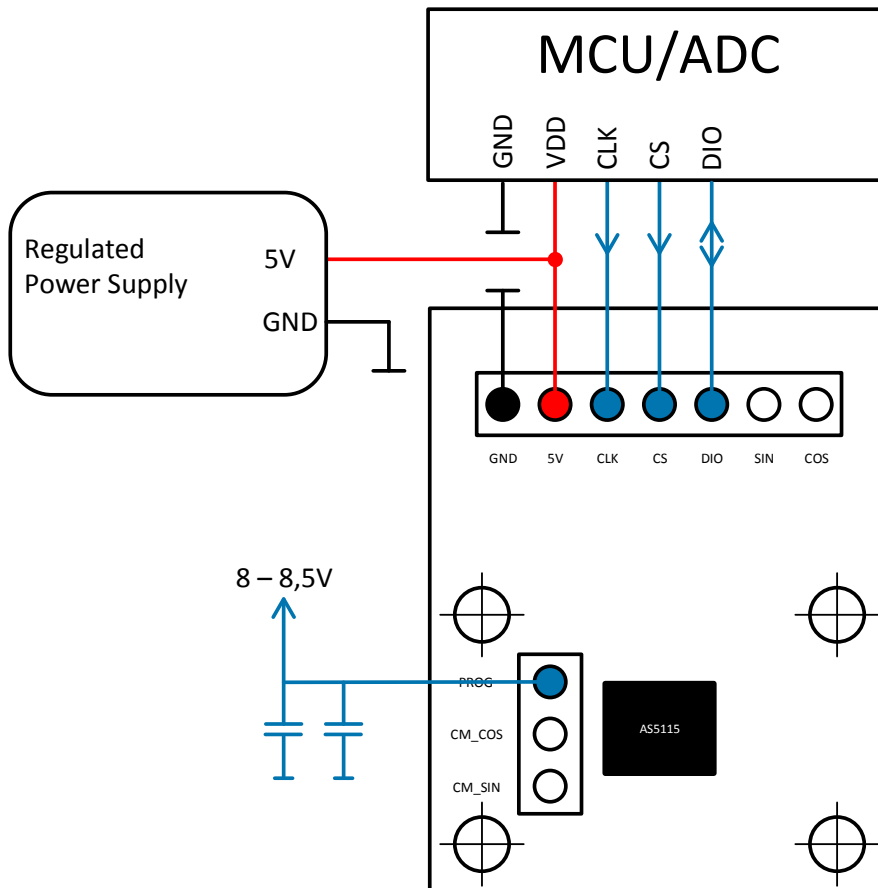 MCU/ADC
GND
VDD
CLK
CS
DIO
Regulated
Power Supply
5V
GND
GND
5V
CLK
CS
DIO
SIN
COS
8 – 8,5V
PROG
CM_COS
CM_SIN
AS5115